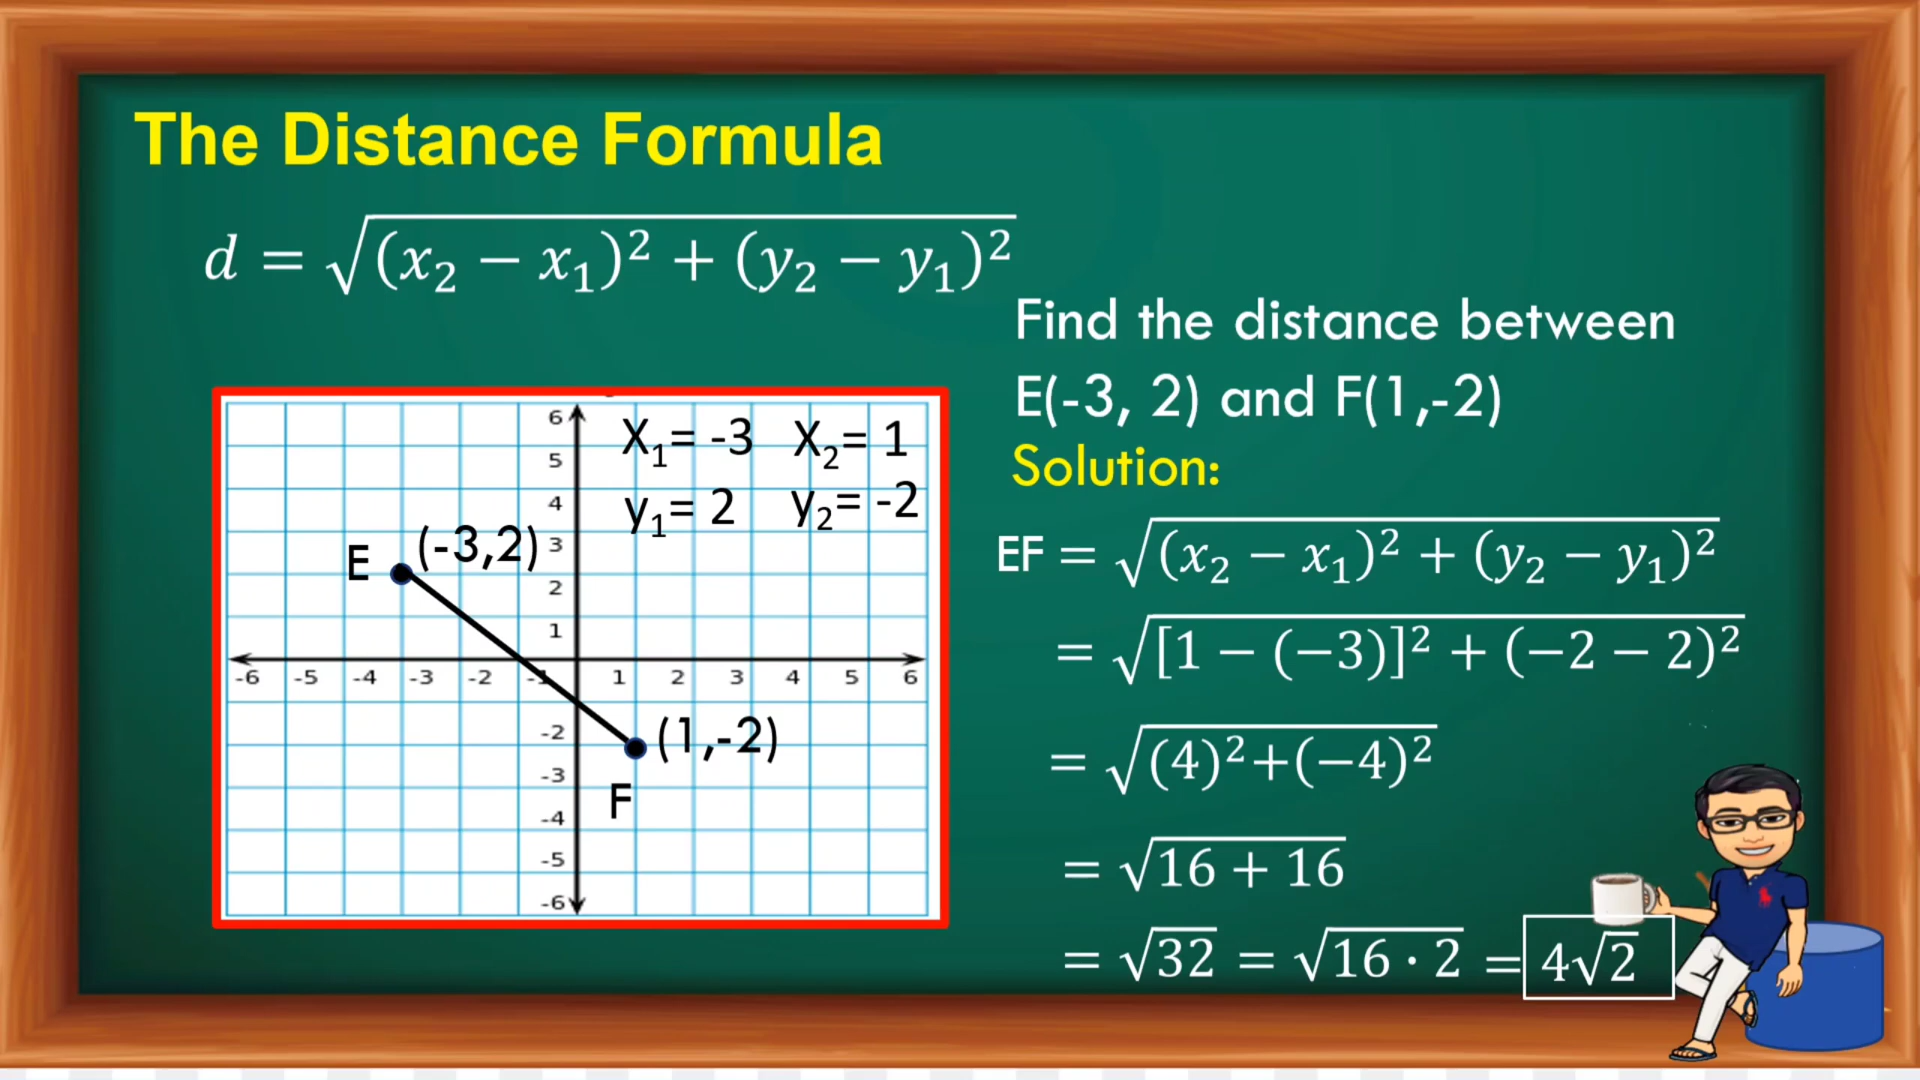 The Distance Formula
d = √(x₂ − x₁)² + (y₂ − y₁)²
Find the distance between
E(-3, 2) and F(1,-2)
Solution:
EF = √(x₂ − x₁)² + (y₂ − y₁)²
= √[1 − (−3)]² + (−2 − 2)²
= √(4)²+(−4)²
= √16 + 16
= √32 = √16 · 2 = 4√2
X₁= -3 X₂= 1
y₁= 2 y₂= -2
E (-3,2)
(1,-2)
F
6
5
4
3
2
1
-6 -5 -4 -3 -2 -1 1 2 3 4 5 6
-2
-3
-4
-5
-6